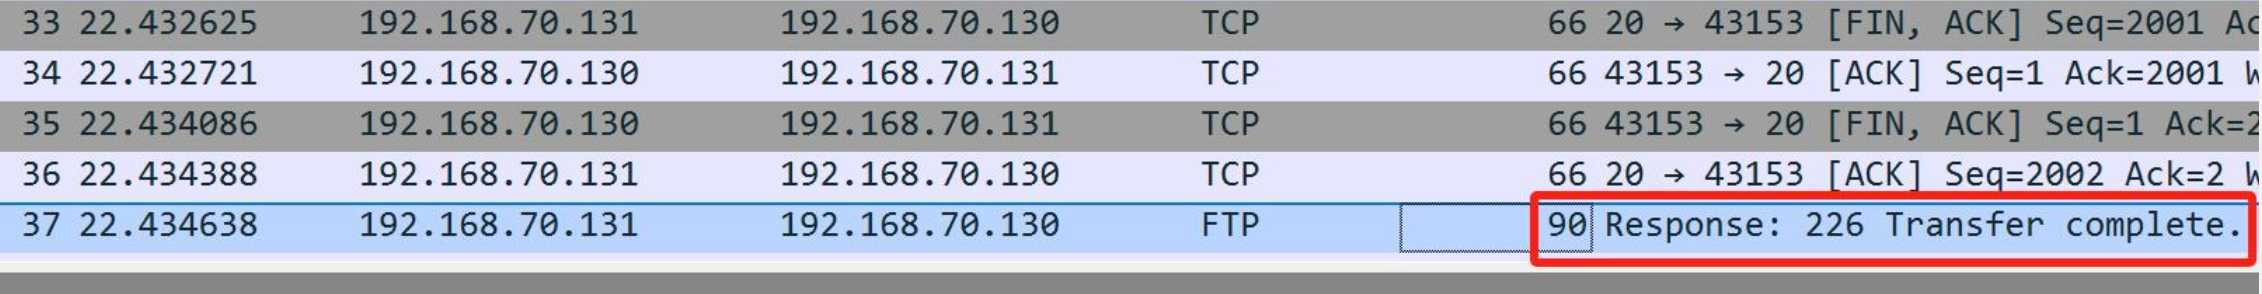 33 22.432625 192.168.70.131 192.168.70.130 TCP 66 20 → 43153 [FIN, ACK] Seq=2001 Ac
34 22.432721 192.168.70.130 192.168.70.131 TCP 66 43153 → 20 [ACK] Seq=1 Ack=2001 W
35 22.434086 192.168.70.130 192.168.70.131 TCP 66 43153 → 20 [FIN, ACK] Seq=1 Ack=2
36 22.434388 192.168.70.131 192.168.70.130 TCP 66 20 → 43153 [ACK] Seq=2002 Ack=2 W
37 22.434638 192.168.70.131 192.168.70.130 FTP 90 Response: 226 Transfer complete.